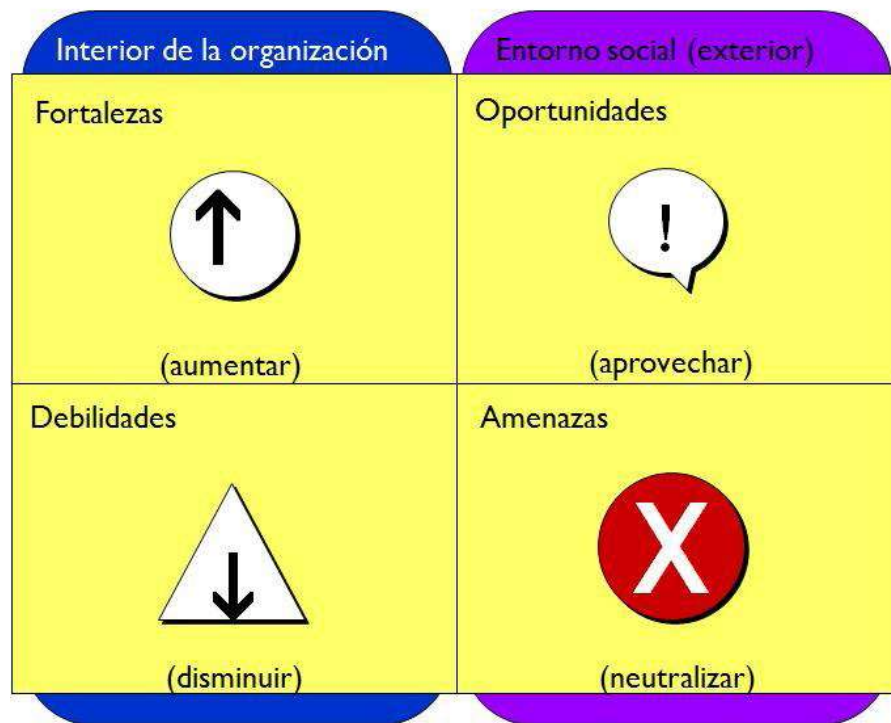 Interior de la organización
Entorno social (exterior)
Fortalezas
Oportunidades
!
(aumentar)
(aprovechar)
Debilidades
Amenazas
X
(disminuir)
(neutralizar)